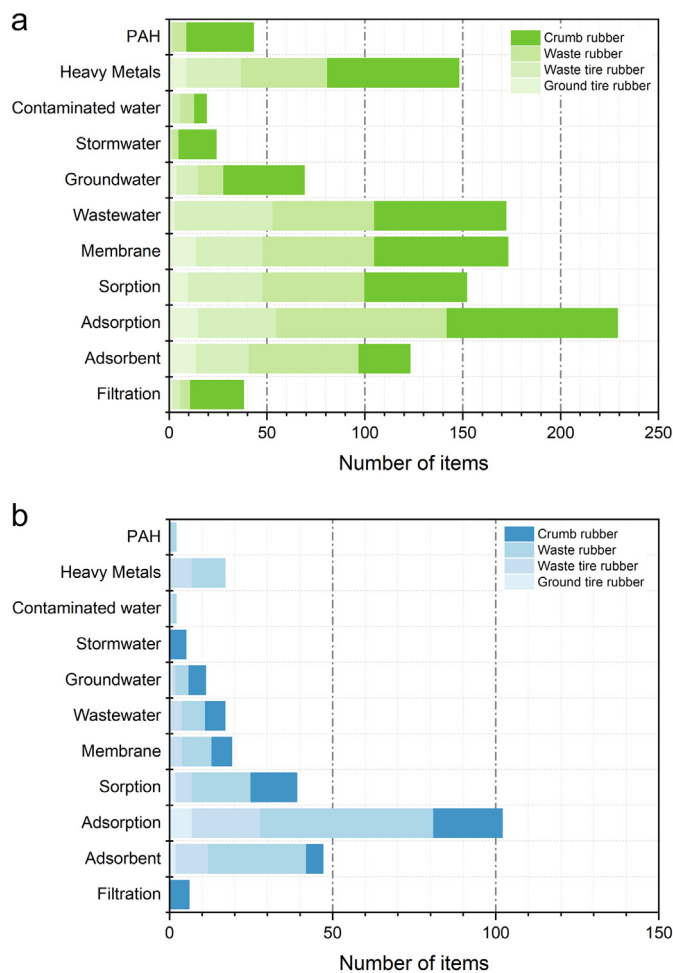 a
PAH
Heavy Metals
Contaminated water
Stormwater
Groundwater
Wastewater
Membrane
Sorption
Adsorption
Adsorbent
Filtration
Crumb rubber
Waste rubber
Waste tire rubber
Ground tire rubber
0 50 100 150 200 250
Number of items
b
PAH
Heavy Metals
Contaminated water
Stormwater
Groundwater
Wastewater
Membrane
Sorption
Adsorption
Adsorbent
Filtration
Crumb rubber
Waste rubber
Waste tire rubber
Ground tire rubber
0 50 100 150
Number of items